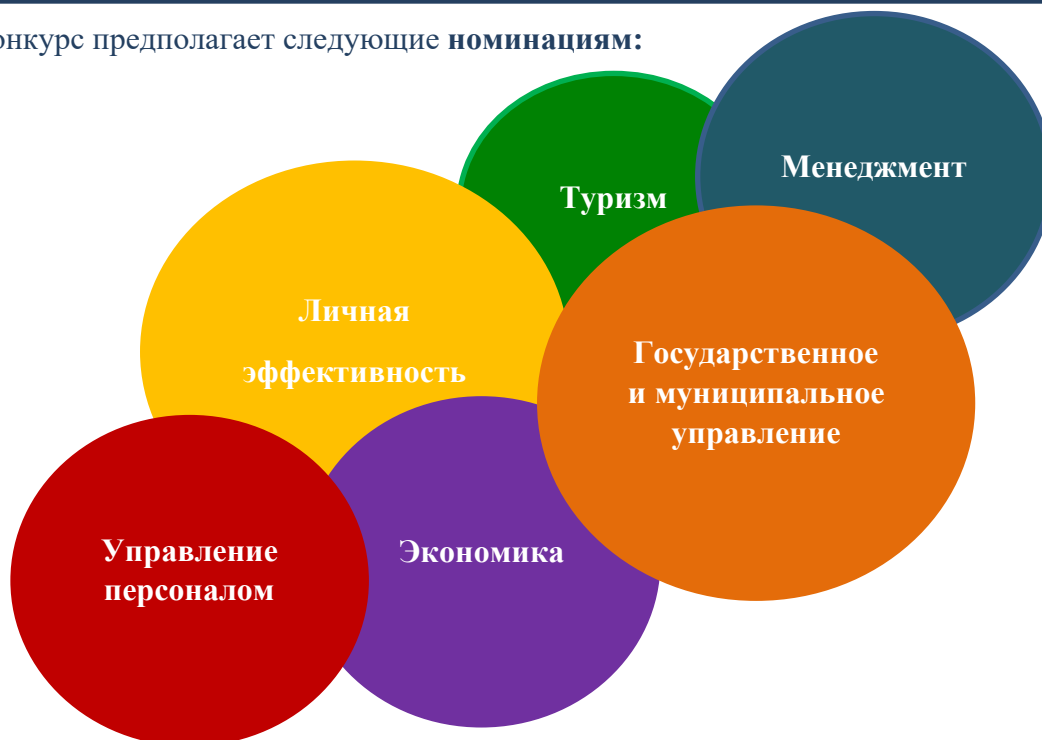 онкурс предполагает следующие номинациям:
Туризм
Менеджмент
Личная
эффективность
Государственное
и муниципальное
управление
Управление
персоналом
Экономика